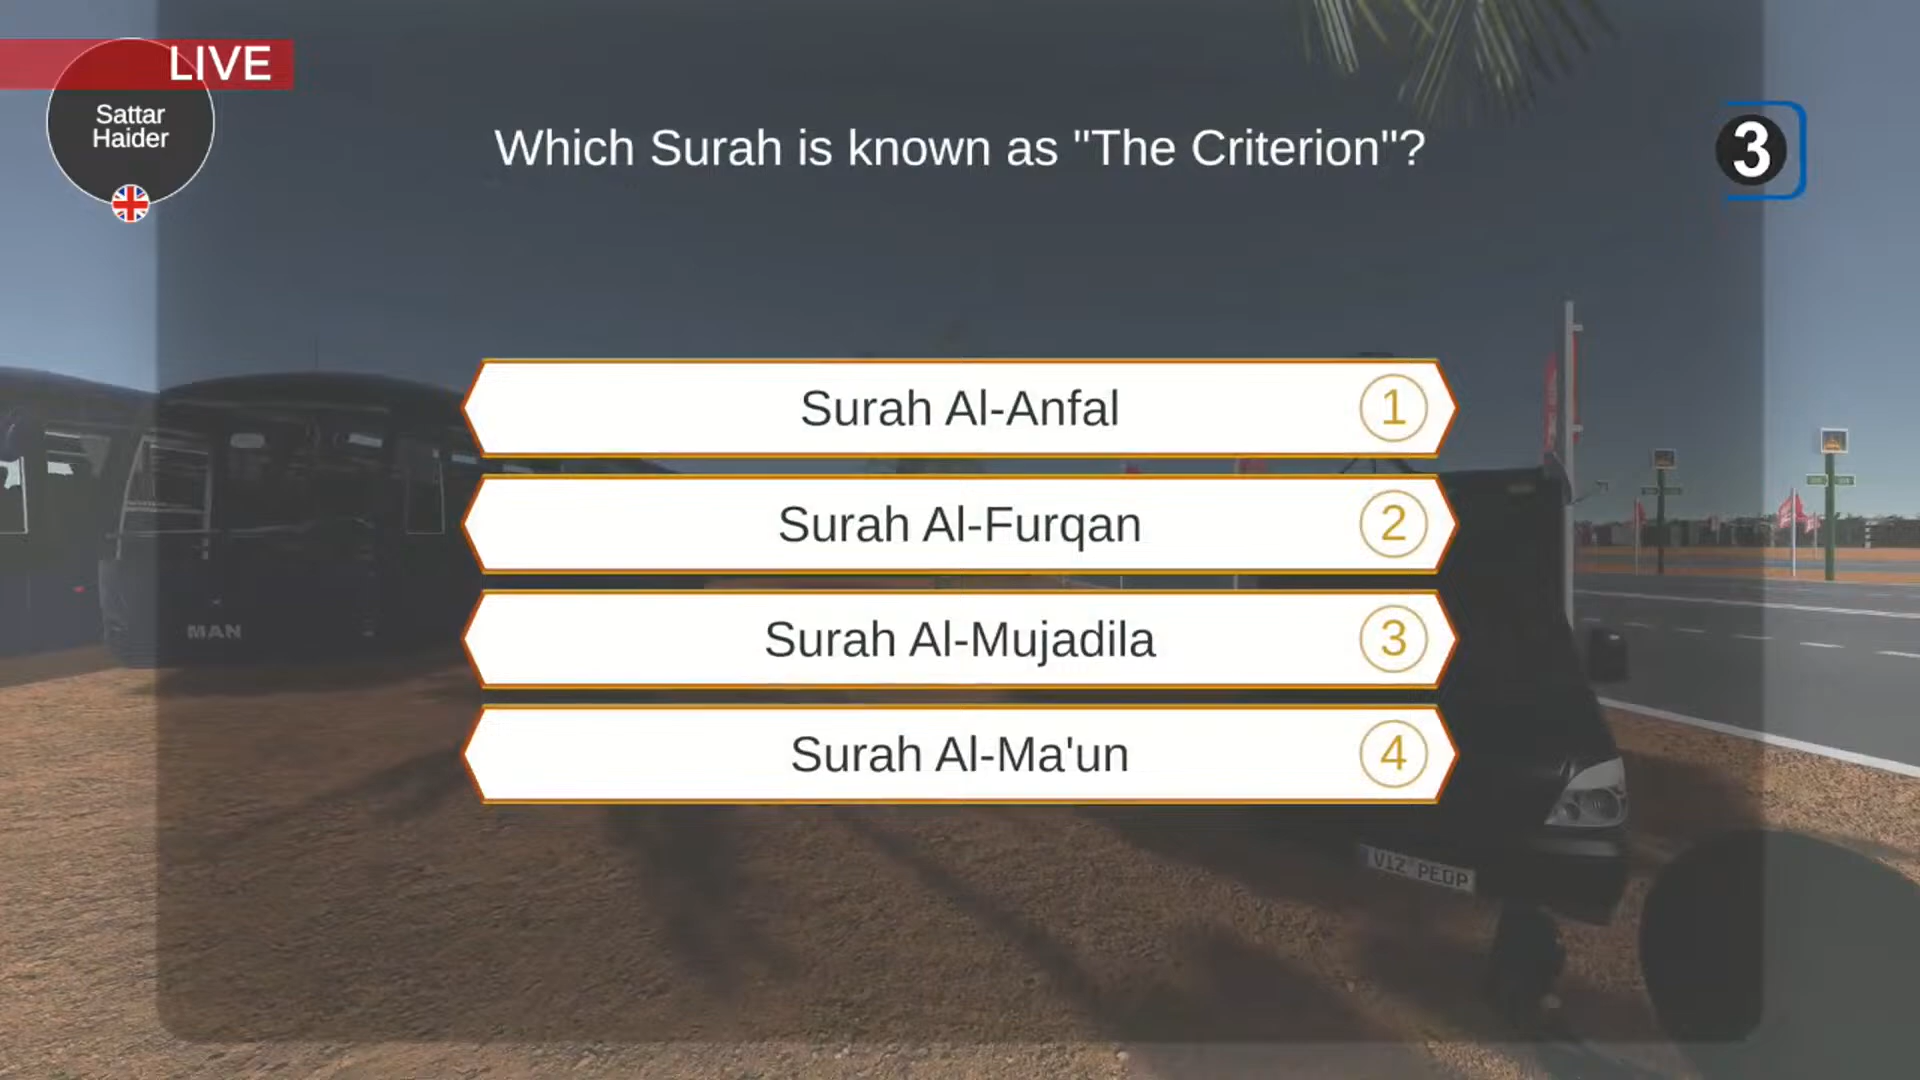 LIVE
Sattar
Haider
Which Surah is known as "The Criterion"?
3
Surah Al-Anfal
1
Surah Al-Furqan
2
Surah Al-Mujadila
3
Surah Al-Ma'un
4
MAN
V1Z PEOP